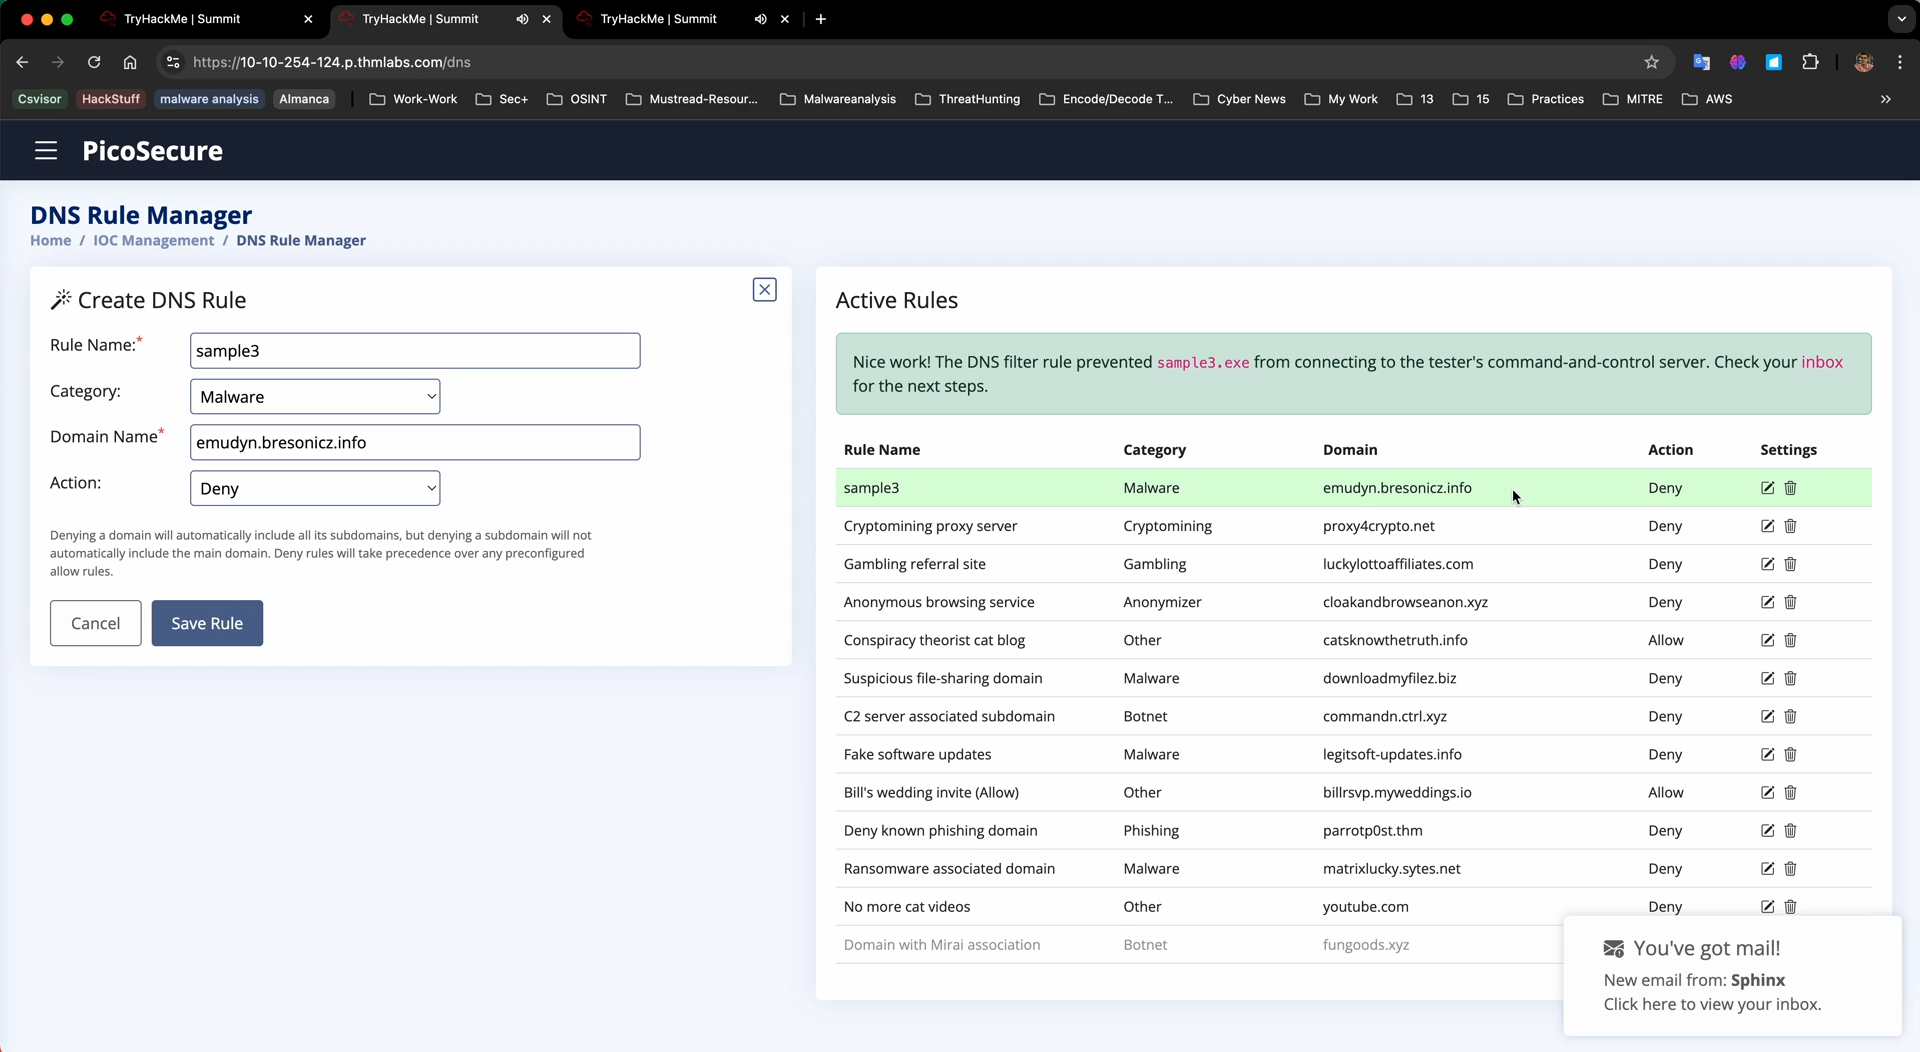 TryHackMe | Summit
TryHackMe | Summit
TryHackMe | Summit
https://10-10-254-124.p.thmlabs.com/dns
Csvisor
HackStuff
malware analysis
Almanca
Work-Work
Sec+
OSINT
Mustread-Resour...
Malwareanalysis
ThreatHunting
Encode/Decode T...
Cyber News
My Work
13
15
Practices
MITRE
AWS
PicoSecure
DNS Rule Manager
Home / IOC Management / DNS Rule Manager
Create DNS Rule
Rule Name:* sample3
Category: Malware
Domain Name* emudyn.bresonicz.info
Action: Deny
Denying a domain will automatically include all its subdomains, but denying a subdomain will not
automatically include the main domain. Deny rules will take precedence over any preconfigured
allow rules.
Cancel Save Rule
Active Rules
Nice work! The DNS filter rule prevented sample3.exe from connecting to the tester's command-and-control server. Check your inbox
for the next steps.
Rule Name Category Domain Action Settings
sample3 Malware emudyn.bresonicz.info Deny
Cryptomining proxy server Cryptomining proxy4crypto.net Deny
Gambling referral site Gambling luckylottoaffiliates.com Deny
Anonymous browsing service Anonymizer cloakandbrowseanon.xyz Deny
Conspiracy theorist cat blog Other catsknowthetruth.info Allow
Suspicious file-sharing domain Malware downloadmyfilez.biz Deny
C2 server associated subdomain Botnet commandn.ctrl.xyz Deny
Fake software updates Malware legitsoft-updates.info Deny
Bill's wedding invite (Allow) Other billrsvp.myweddings.io Allow
Deny known phishing domain Phishing parrotp0st.thm Deny
Ransomware associated domain Malware matrixlucky.sytes.net Deny
No more cat videos Other youtube.com Deny
Domain with Mirai association Botnet fungoods.xyz
You've got mail!
New email from: Sphinx
Click here to view your inbox.